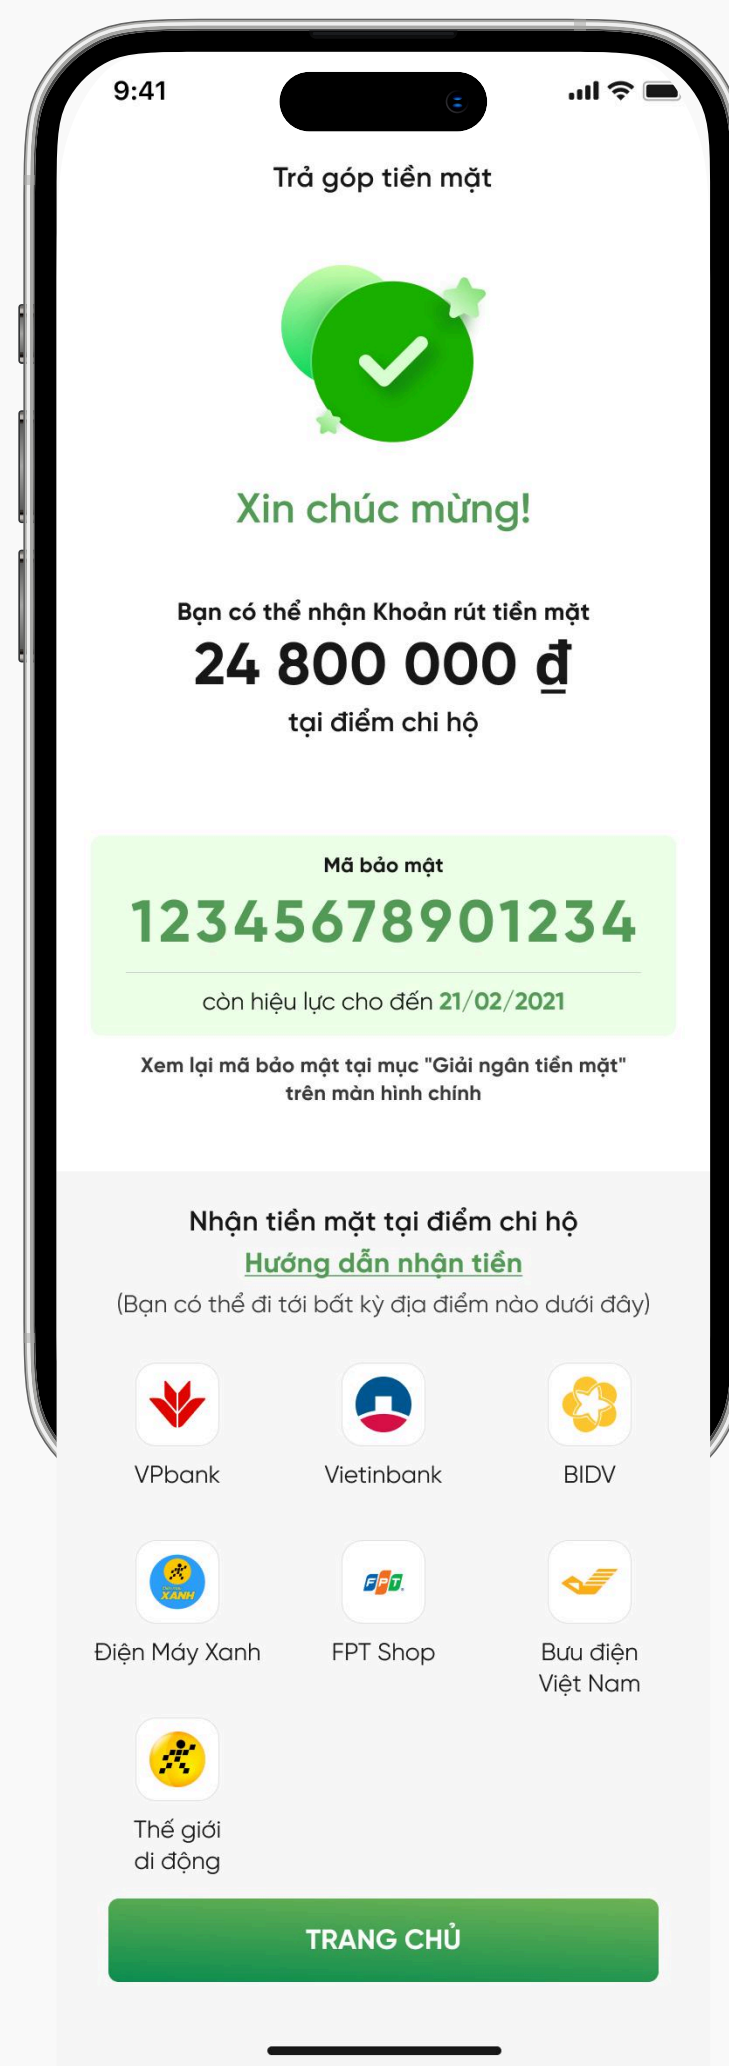 9:41
Trả góp tiền mặt
Xin chúc mừng!
Bạn có thể nhận Khoản rút tiền mặt
24 800 000 ₫
tại điểm chi hộ
Mã bảo mật
12345678901234
còn hiệu lực cho đến 21/02/2021
Xem lại mã bảo mật tại mục "Giải ngân tiền mặt"
trên màn hình chính
Nhận tiền mặt tại điểm chi hộ
Hướng dẫn nhận tiền
(Bạn có thể đi tới bất kỳ địa điểm nào dưới đây)
VPbank
Vietinbank
BIDV
XANH
FPT
Điện Máy Xanh
FPT Shop
Bưu điện
Việt Nam
Thế giới
di động
TRANG CHỦ